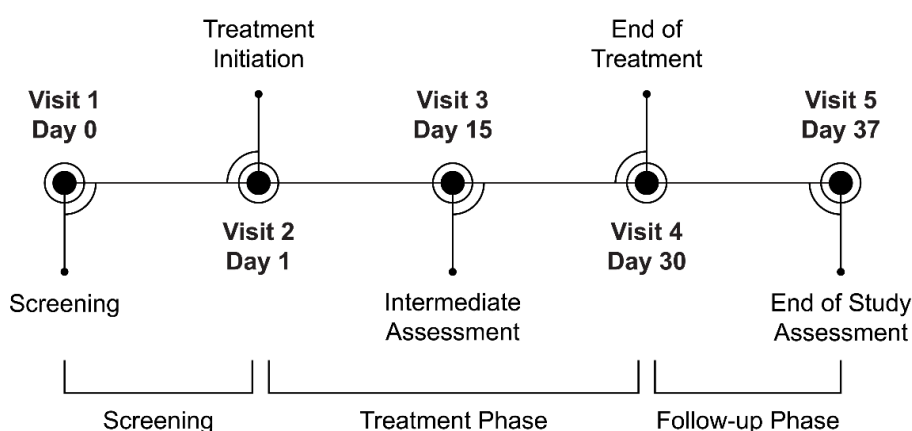 Treatment
Initiation
End of
Treatment
Visit 1
Day 0
Visit 3
Day 15
Visit 5
Day 37
Visit 2
Day 1
Visit 4
Day 30
Screening
Intermediate
Assessment
End of Study
Assessment
Screening
Treatment Phase
Follow-up Phase